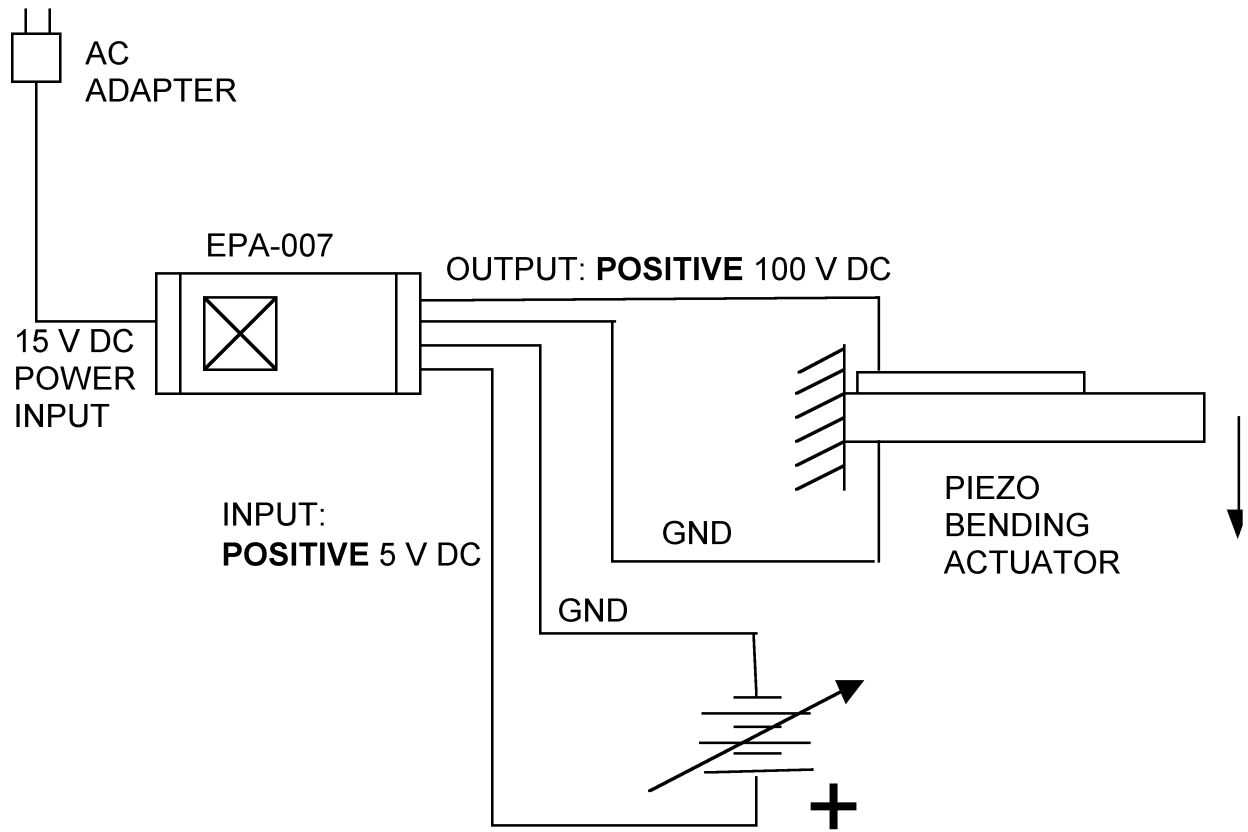 AC
ADAPTER
EPA-007
OUTPUT: POSITIVE 100 V DC
15 V DC
POWER
INPUT
PIEZO
BENDING
ACTUATOR
INPUT:
POSITIVE 5 V DC
GND
GND
+